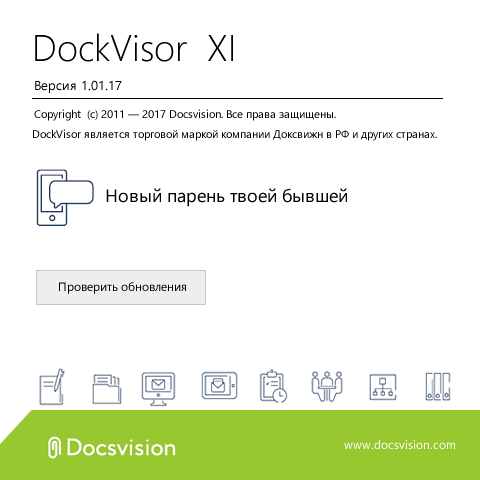 DockVisor XI
Версия 1.01.17
Copyright (c) 2011 — 2017 Docsvision. Все права защищены.
DockVisor является торговой маркой компании Доксвижн в РФ и других странах.
Новый парень твоей бывшей
Проверить обновления
Docsvision
www.docsvision.com